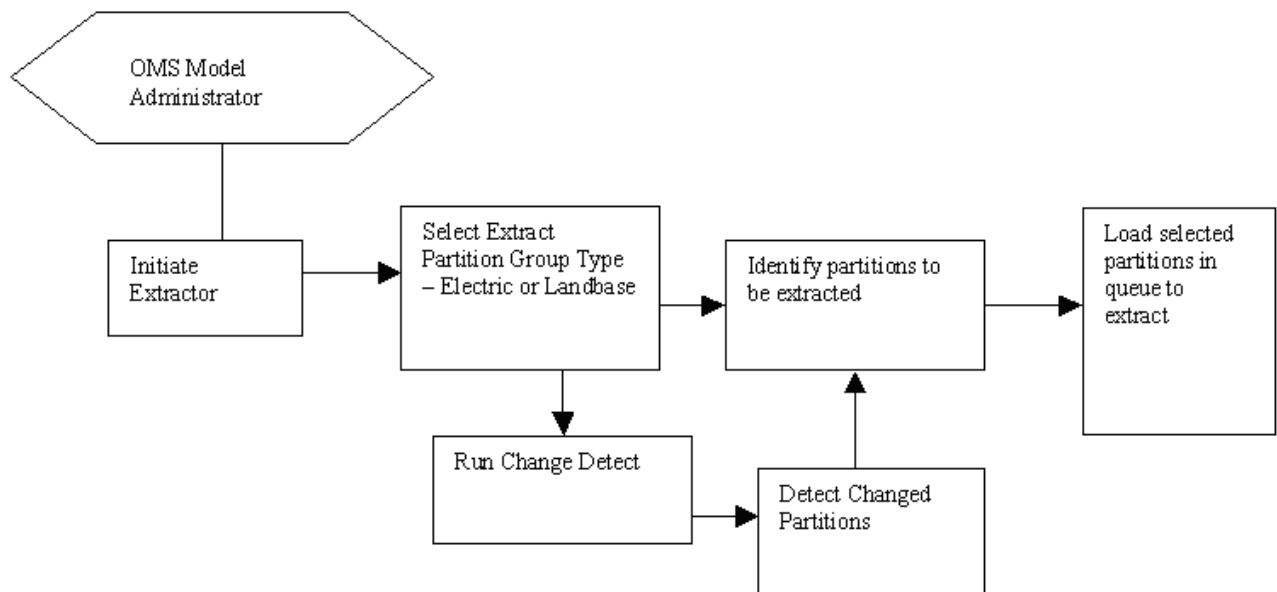 OMS Model
Administrator
Initiate
Extractor
Select Extract
Partition Group Type
– Electric or Landbase
Identify partitions to
be extracted
Load selected
partitions in
queue to
extract
Run Change Detect
Detect Changed
Partitions